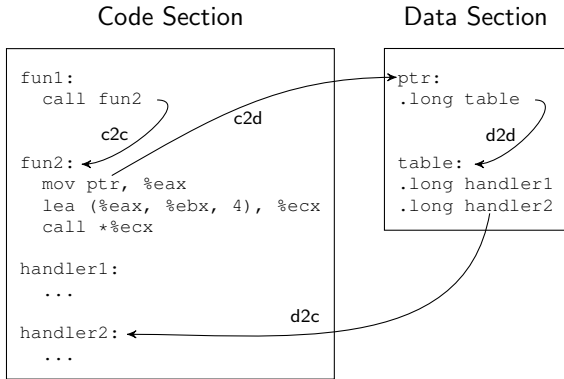 Code Section
fun1:
call fun2
c2c
fun2:
mov ptr, %eax
lea (%eax, %ebx, 4), %ecx
call *%ecx
handler1:
...
handler2:
...
c2d
d2c
Data Section
ptr:
.long table
d2d
table:
.long handler1
.long handler2